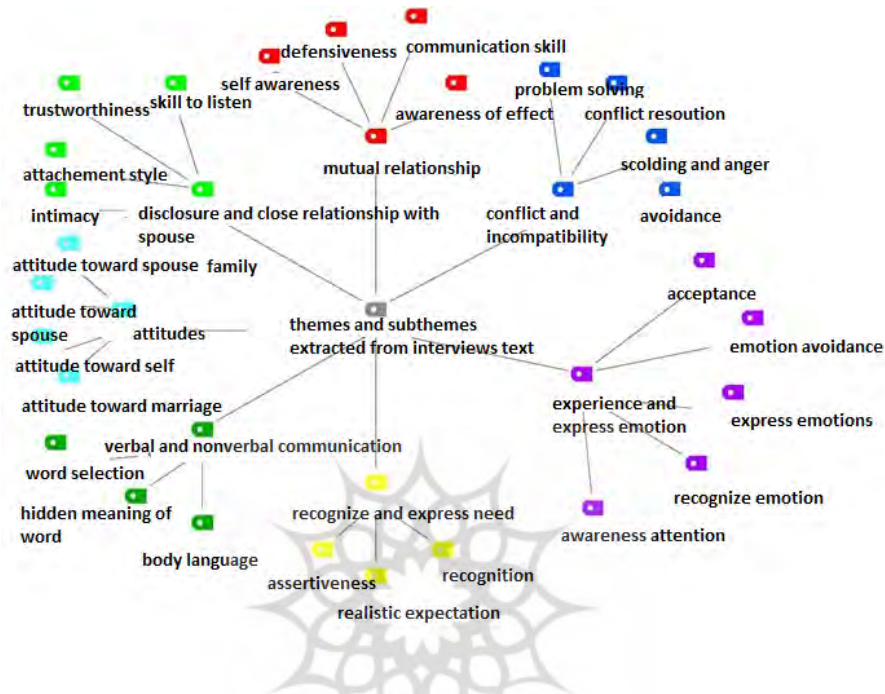 defensiveness
communication skill
self awareness
awareness of effect
mutual relationship
problem solving
conflict resoution
scolding and anger
avoidance
conflict and
incompatibility
trustworthiness
skill to listen
attachement style
intimacy
disclosure and close relationship with
spouse
attitude toward spouse family
attitude toward
spouse
attitudes
attitude toward self
attitude toward marriage
themes and subthemes
extracted from interviews text
acceptance
emotion avoidance
experience and
express emotion
express emotions
recognize emotion
awareness attention
verbal and nonverbal communication
word selection
hidden meaning of
word
body language
recognize and express need
assertiveness
recognition
realistic expectation